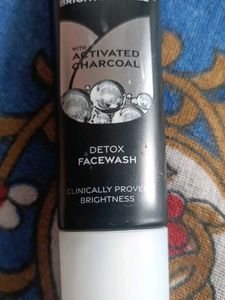 WITH
ACTIVATED
CHARCOAL
DETOX
FACEWASH
CLINICALLY PROVEN
BRIGHTNESS